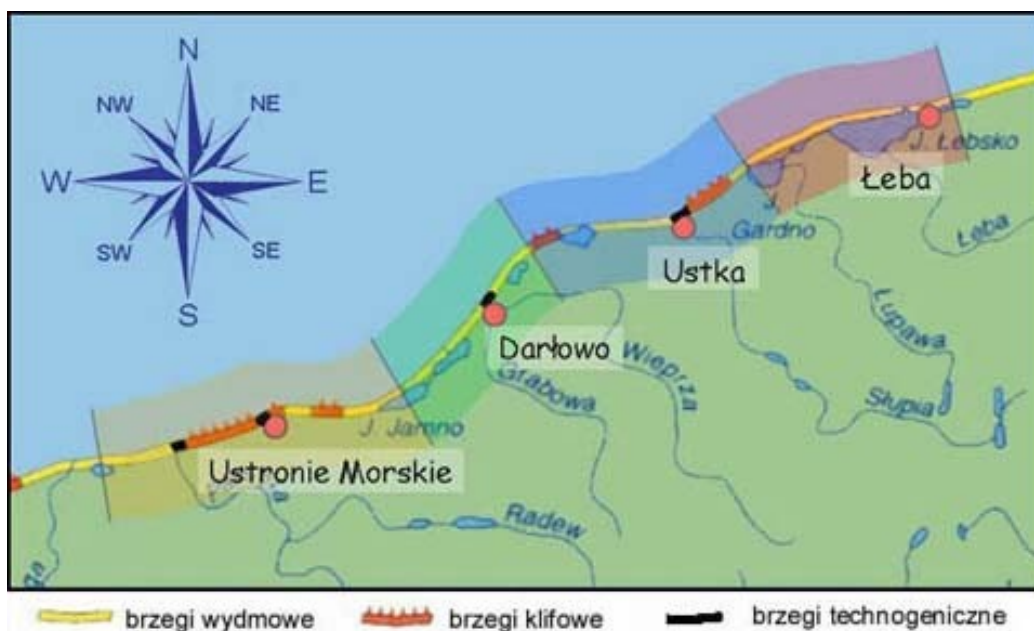 N
NW
NE
W
E
SW
SE
S
J. Łebsko
Łeba
Łeba
Gardno
Ustka
Łupawa
Darłowo
Wieprza
Grabowa
Słupia
J. Jamno
Ustronie Morskie
Radew
brzegi wydmowe
brzegi klifowe
brzegi technogeniczne